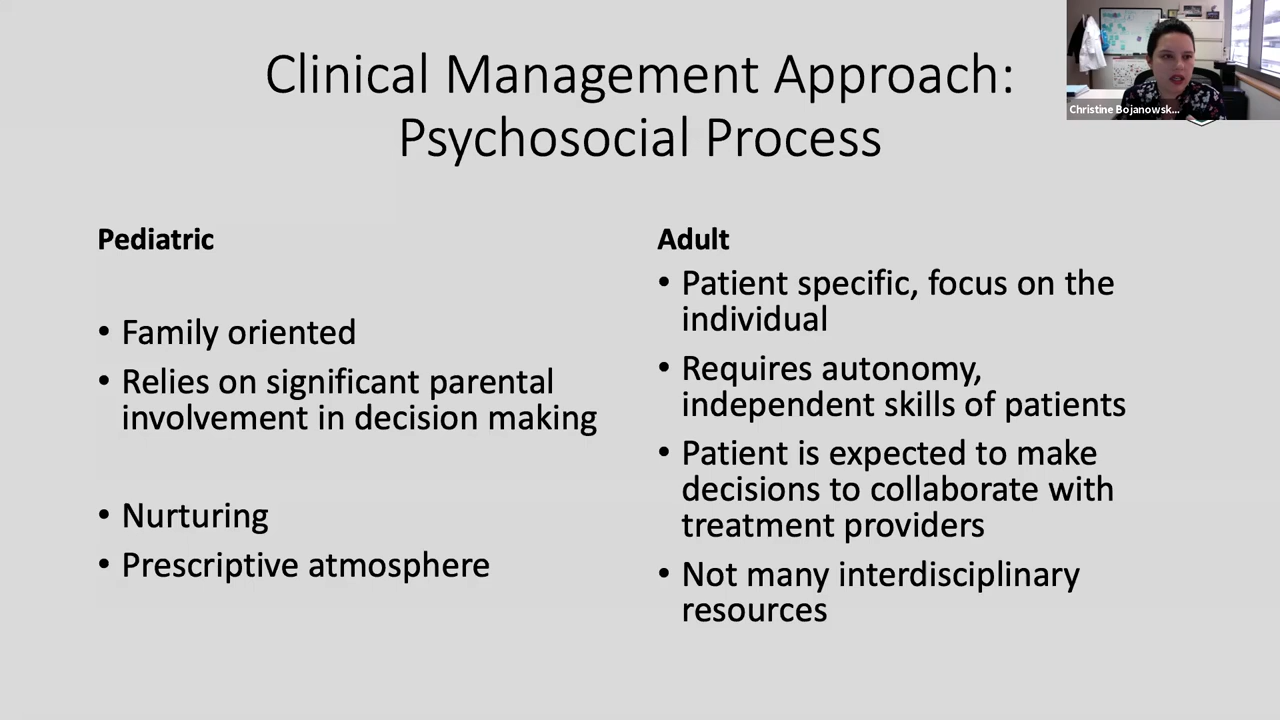 Clinical Management Approach:
Psychosocial Process
Christine Bojanowsk...
Pediatric
• Family oriented
• Relies on significant parental
involvement in decision making
• Nurturing
• Prescriptive atmosphere
Adult
• Patient specific, focus on the
individual
• Requires autonomy,
independent skills of patients
• Patient is expected to make
decisions to collaborate with
treatment providers
• Not many interdisciplinary
resources